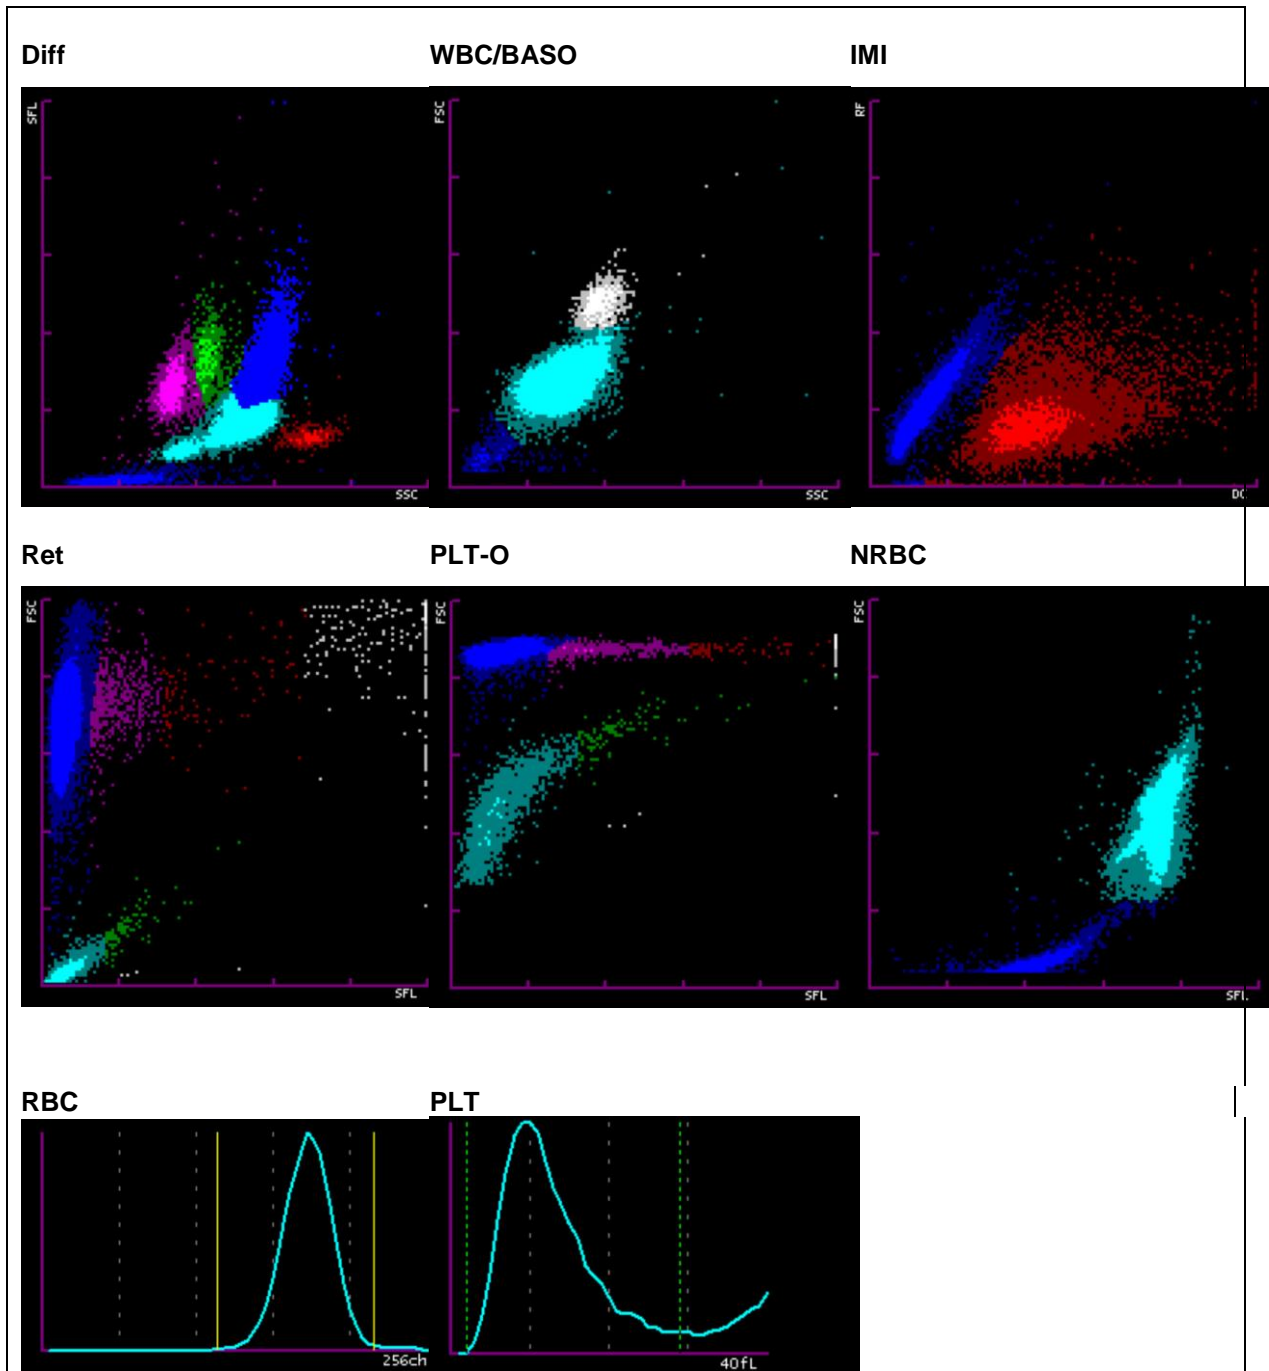 Diff WBC/BASO IMI
SFL FSC RF
SSC SSC DC
Ret PLT-O NRBC
FSC FSC FSC
SFL SFL SFL
RBC PLT
256ch 40fL